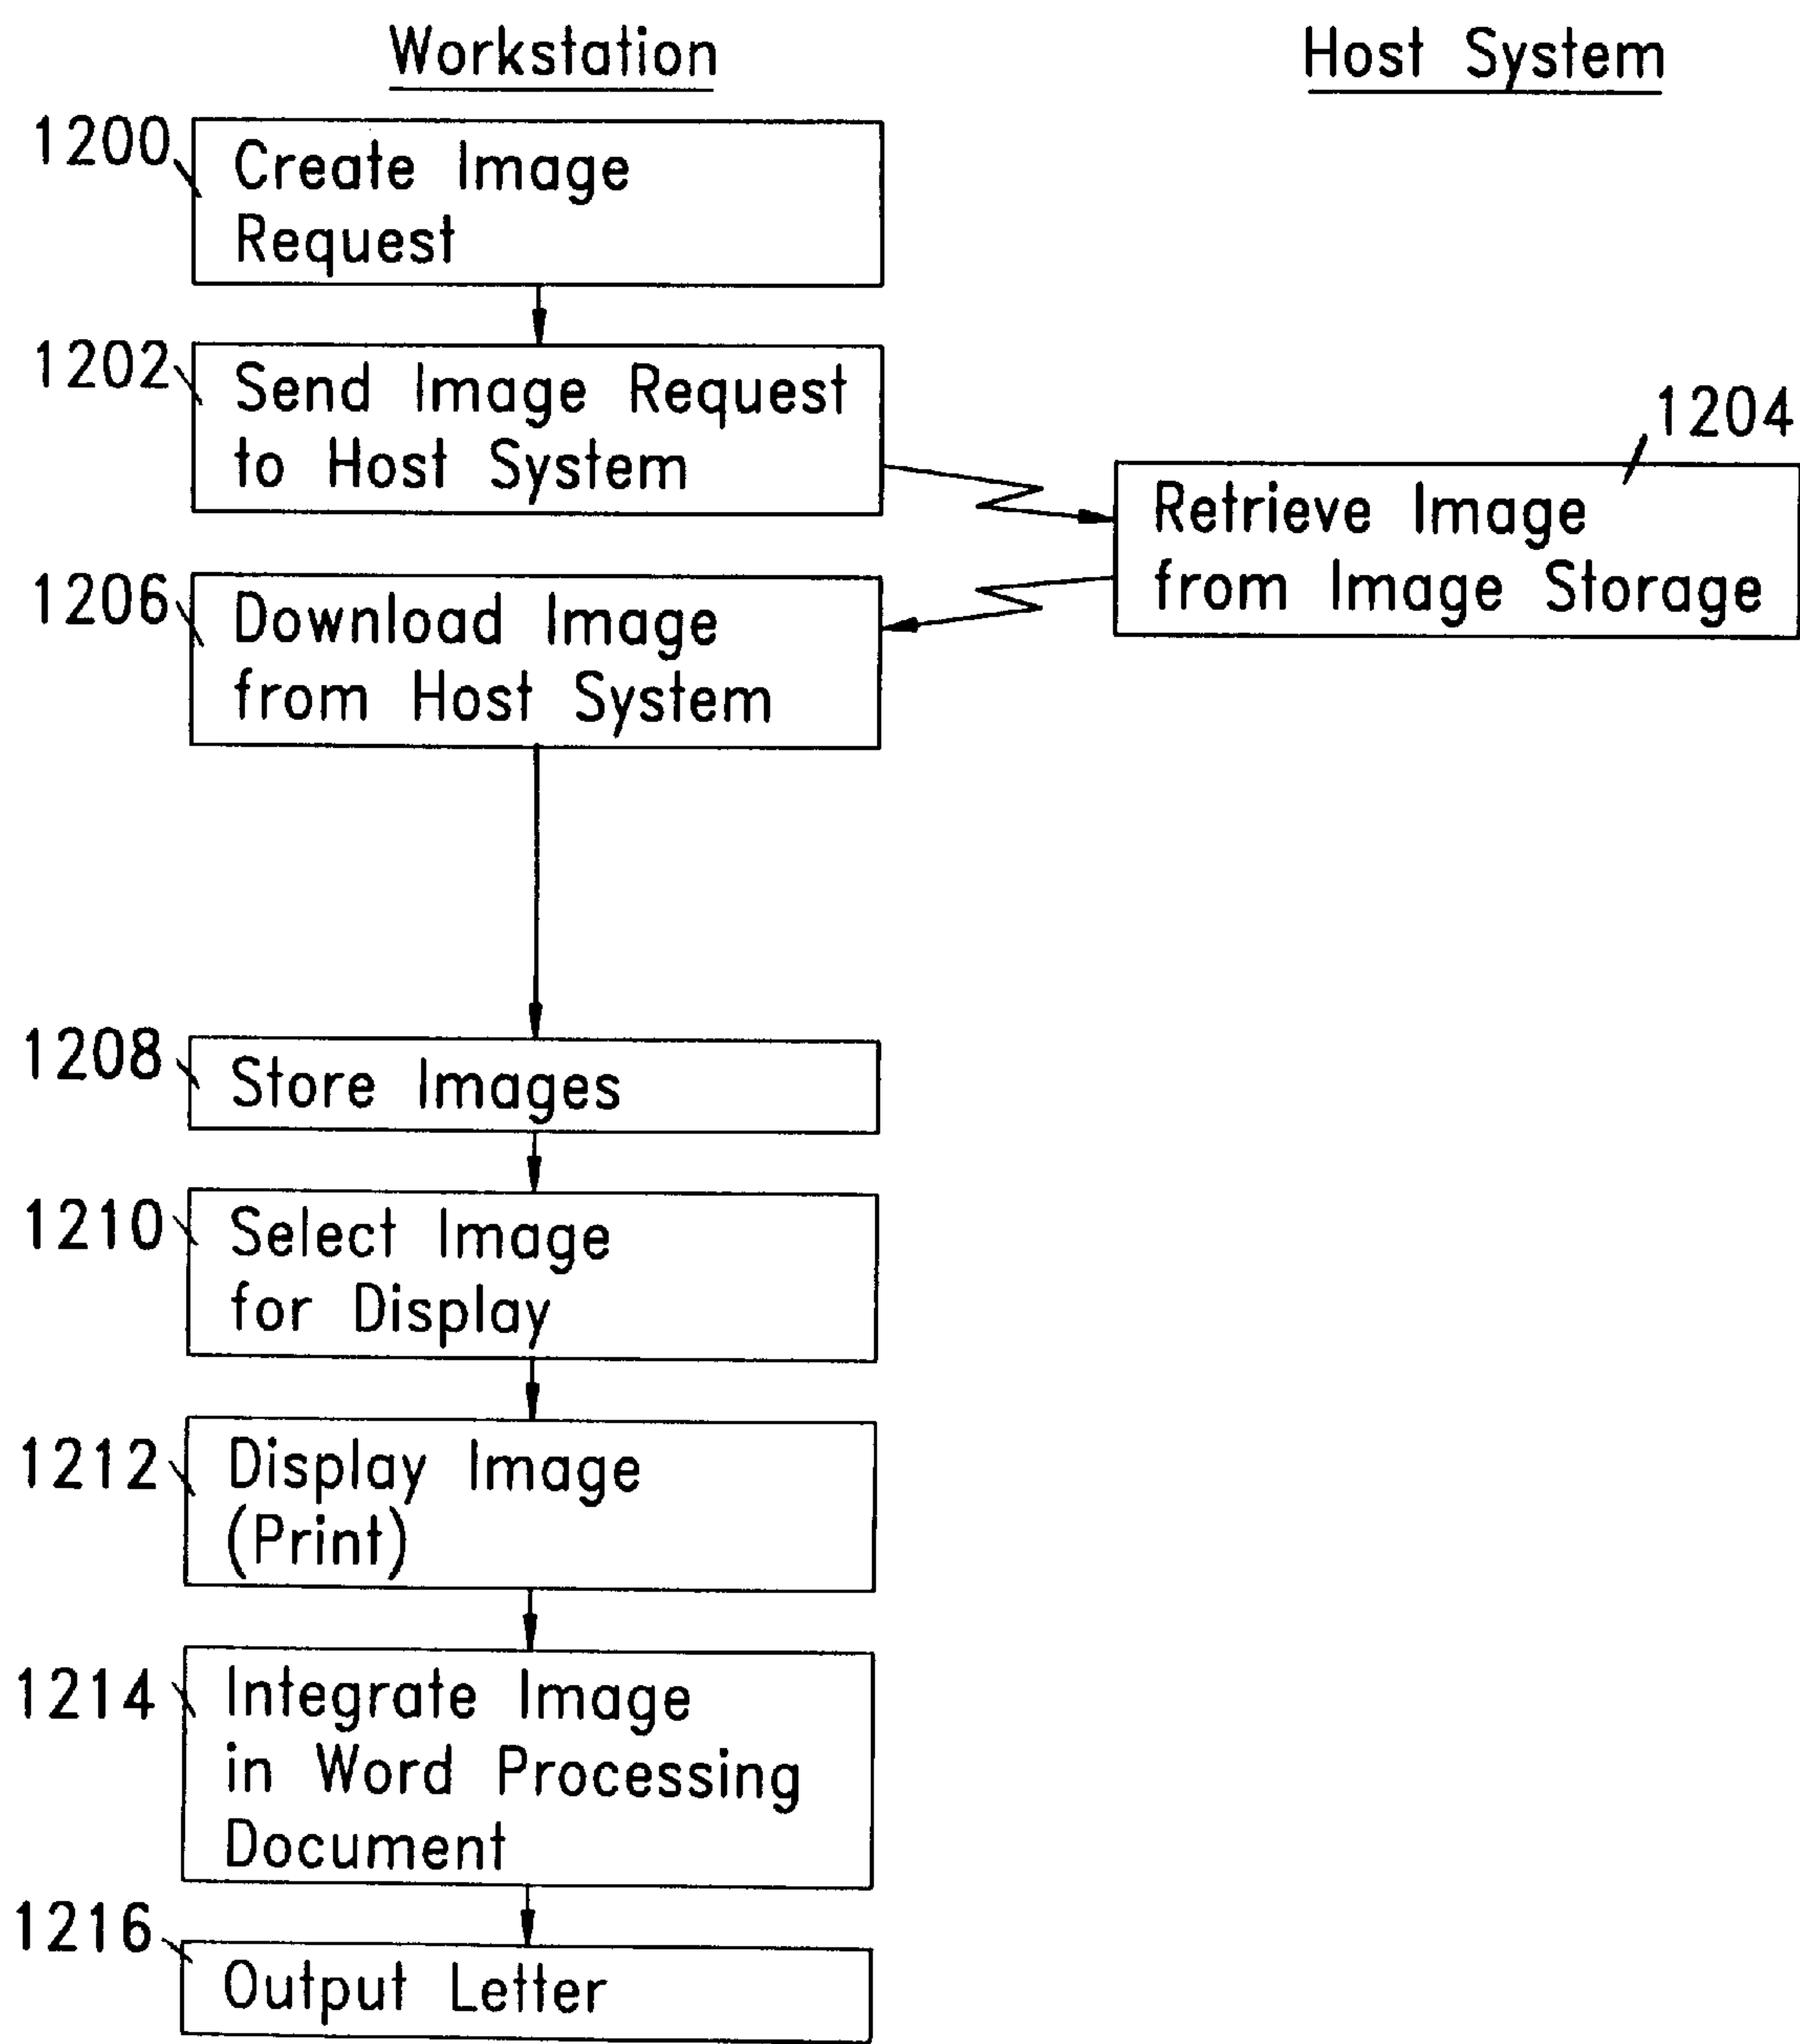 Workstation
Host System
1200
Create Image
Request
1202
Send Image Request
to Host System
1204
Retrieve Image
from Image Storage
1206
Download Image
from Host System
1208
Store Images
1210
Select Image
for Display
1212
Display Image
(Print)
1214
Integrate Image
in Word Processing
Document
1216
Output Letter